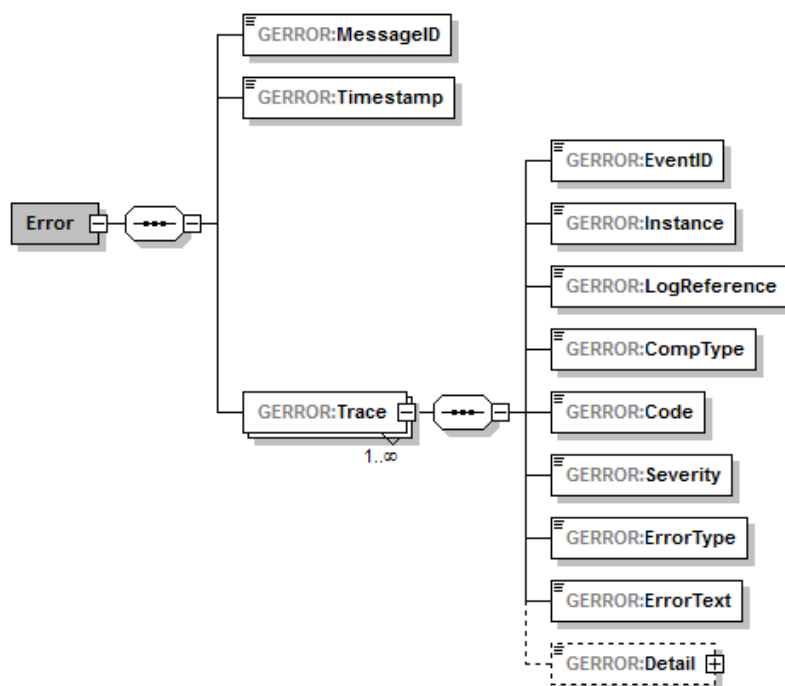 GERROR:MessageID
GERROR:Timestamp
Error
GERROR:Trace
1..∞
GERROR:EventID
GERROR:Instance
GERROR:LogReference
GERROR:CompType
GERROR:Code
GERROR:Severity
GERROR:ErrorType
GERROR:ErrorText
GERROR:Detail